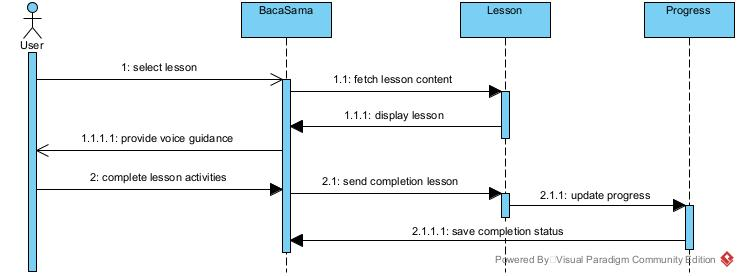 BacaSama
Lesson
Progress
User
1: select lesson
1.1: fetch lesson content
1.1.1: display lesson
1.1.1.1: provide voice guidance
2: complete lesson activities
2.1: send completion lesson
2.1.1: update progress
2.1.1.1: save completion status
Powered By Visual Paradigm Community Edition